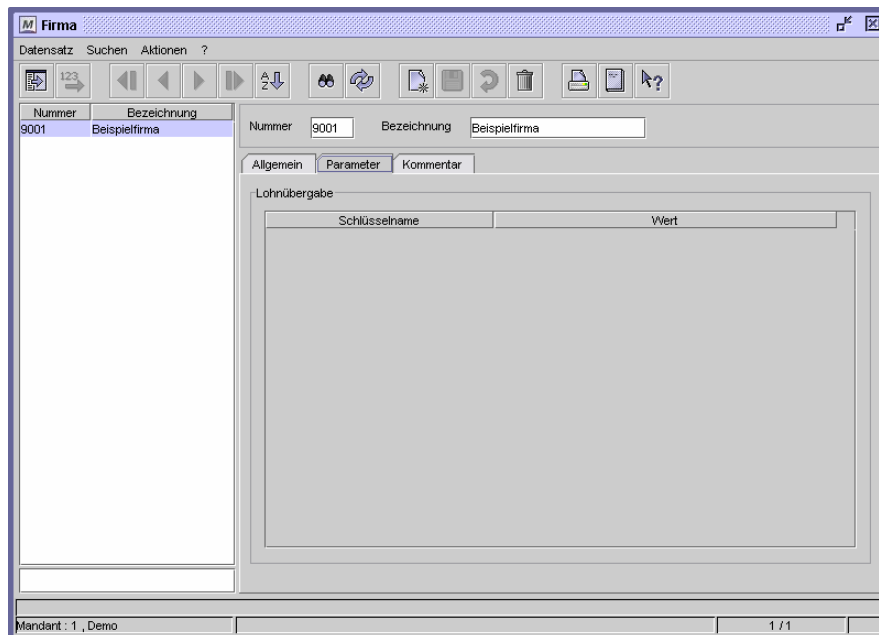 M Firma
Datensatz Suchen Aktionen ?
123 A Z ?
Nummer Bezeichnung
9001 Beispielfirma
Nummer 9001 Bezeichnung Beispielfirma
Allgemein Parameter Kommentar
Lohnübergabe
Schlüsselname Wert
Mandant : 1 , Demo 1 / 1